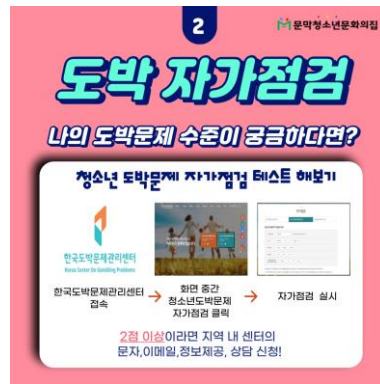 2
문막청소년문화의집
도박 자가점검
나의 도박문제 수준이 궁금하다면?
청소년 도박문제 자가점검 테스트 해보기
한국도박문제관리센터
Korea Center On Gambling Problems
한국도박문제관리센터
접속
→
화면 중간
청소년도박문제
자가점검 클릭
→
자가점검 실시
2점 이상이라면 지역 내 센터의
문자,이메일,정보제공, 상담 신청!